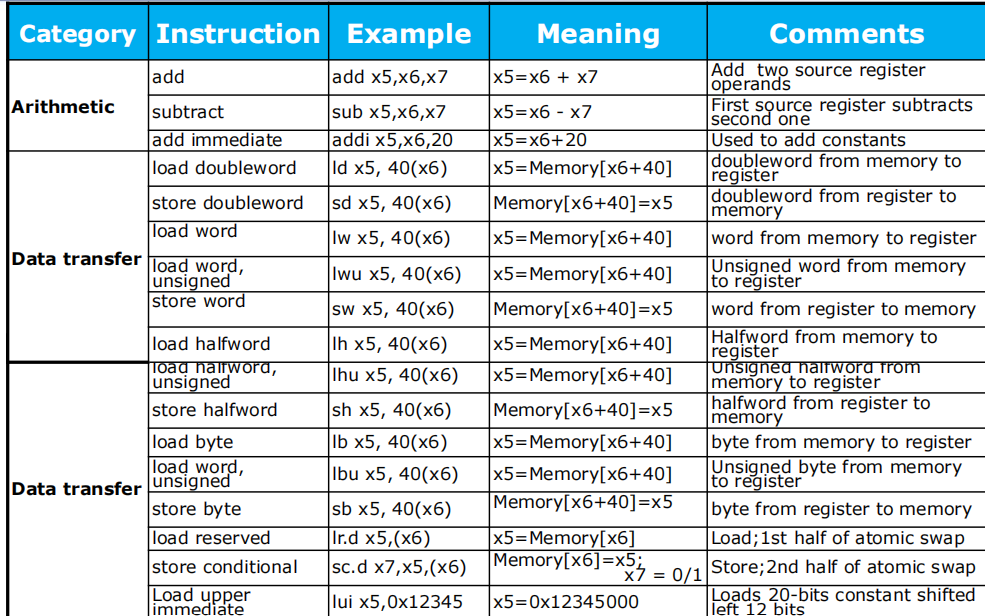 Category Instruction Example Meaning Comments
Arithmetic
add add x5,x6,x7 x5=x6 + x7 Add two source register
operands
subtract sub x5,x6,x7 x5=x6 - x7 First source register subtracts
second one
add immediate addi x5,x6,20 x5=x6+20 Used to add constants
Data transfer
load doubleword ld x5, 40(x6) x5=Memory[x6+40] doubleword from memory to
register
store doubleword sd x5, 40(x6) Memory[x6+40]=x5 doubleword from register to
memory
load word lw x5, 40(x6) x5=Memory[x6+40] word from memory to register
load word,
unsigned lwu x5, 40(x6) x5=Memory[x6+40] Unsigned word from memory
to register
store word sw x5, 40(x6) Memory[x6+40]=x5 word from register to memory
load halfword lh x5, 40(x6) x5=Memory[x6+40] Halfword from memory to
register
Data transfer
load halfword,
unsigned lhu x5, 40(x6) x5=Memory[x6+40] Unsigned halfword from
memory to register
store halfword sh x5, 40(x6) Memory[x6+40]=x5 halfword from register to
memory
load byte lb x5, 40(x6) x5=Memory[x6+40] byte from memory to register
load word,
unsigned lbu x5, 40(x6) x5=Memory[x6+40] Unsigned byte from memory
to register
store byte sb x5, 40(x6) Memory[x6+40]=x5 byte from register to memory
load reserved lr.d x5,(x6) x5=Memory[x6] Load;1st half of atomic swap
store conditional sc.d x7,x5,(x6) Memory[x6]=x5;
x7 = 0/1 Store;2nd half of atomic swap
Load upper
immediate lui x5,0x12345 x5=0x12345000 Loads 20-bits constant shifted
left 12 bits